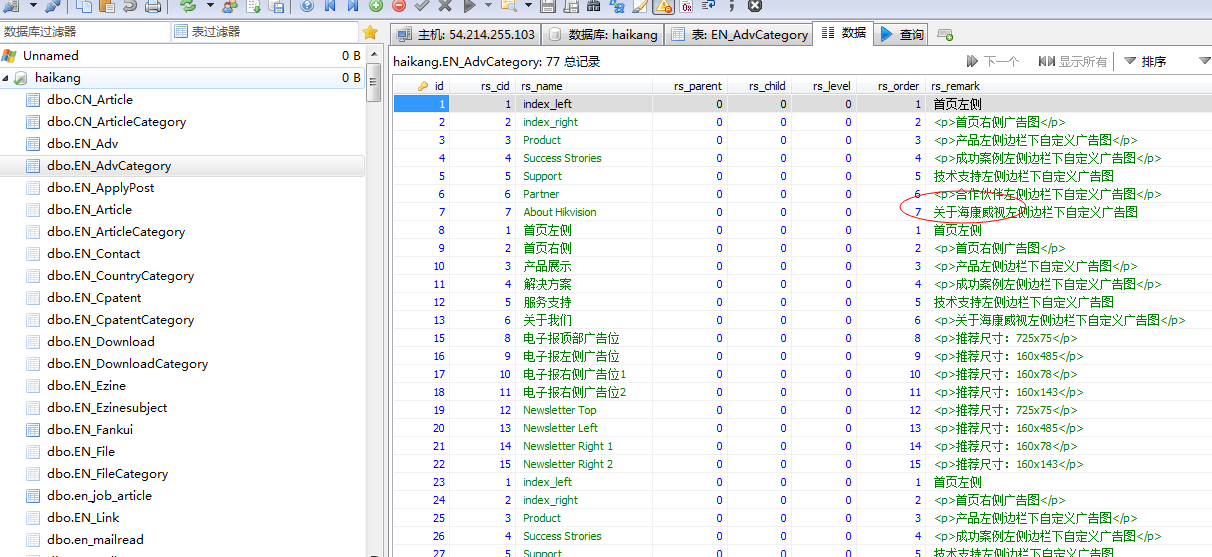 数据库过滤器 表过滤器
Unnamed 0 B
haikang 0 B
dbo.CN_Article
dbo.CN_ArticleCategory
dbo.EN_Adv
dbo.EN_AdvCategory
dbo.EN_ApplyPost
dbo.EN_Article
dbo.EN_ArticleCategory
dbo.EN_Contact
dbo.EN_CountryCategory
dbo.EN_Cpatent
dbo.EN_CpatentCategory
dbo.EN_Download
dbo.EN_DownloadCategory
dbo.EN_Ezine
dbo.EN_Ezinesubject
dbo.EN_Fankui
dbo.EN_File
dbo.EN_FileCategory
dbo.en_job_article
dbo.EN_Link
dbo.en_mailread
主机: 54.214.255.103 数据库: haikang 表: EN_AdvCategory 数据 查询
haikang.EN_AdvCategory: 77 总记录 下一个 显示所有 排序
id rs_cid rs_name rs_parent rs_child rs_level rs_order rs_remark
1 1 index_left 0 0 0 1 首页左侧
2 2 index_right 0 0 0 2 <p>首页右侧广告图</p>
3 3 Product 0 0 0 3 <p>产品左侧边栏下自定义广告图</p>
4 4 Success Strories 0 0 0 4 <p>成功案例左侧边栏下自定义广告图</p>
5 5 Support 0 0 0 5 技术支持左侧边栏下自定义广告图
6 6 Partner 0 0 0 6 <p>合作伙伴左侧边栏下自定义广告图</p>
7 7 About Hikvision 0 0 0 7 关于海康威视左侧边栏下自定义广告图
8 1 首页左侧 0 0 0 1 首页左侧
9 2 首页右侧 0 0 0 2 <p>首页右侧广告图</p>
10 3 产品展示 0 0 0 3 <p>产品左侧边栏下自定义广告图</p>
11 4 解决方案 0 0 0 4 <p>成功案例左侧边栏下自定义广告图</p>
12 5 服务支持 0 0 0 5 技术支持左侧边栏下自定义广告图
13 6 关于我们 0 0 0 6 <p>关于海康威视左侧边栏下自定义广告图</p>
15 8 电子报顶部广告位 0 0 0 8 <p>推荐尺寸：725x75</p>
16 9 电子报左侧广告位 0 0 0 9 <p>推荐尺寸：160x485</p>
17 10 电子报右侧广告位1 0 0 0 10 <p>推荐尺寸：160x78</p>
18 11 电子报右侧广告位2 0 0 0 11 <p>推荐尺寸：160x143</p>
19 12 Newsletter Top 0 0 0 12 <p>推荐尺寸：725x75</p>
20 13 Newsletter Left 0 0 0 13 <p>推荐尺寸：160x485</p>
21 14 Newsletter Right 1 0 0 0 14 <p>推荐尺寸：160x78</p>
22 15 Newsletter Right 2 0 0 0 15 <p>推荐尺寸：160x143</p>
23 1 index_left 0 0 0 1 首页左侧
24 2 index_right 0 0 0 2 <p>首页右侧广告图</p>
25 3 Product 0 0 0 3 <p>产品左侧边栏下自定义广告图</p>
26 4 Success Strories 0 0 0 4 <p>成功案例左侧边栏下自定义广告图</p>
27 5 Support 0 0 0 5 技术支持左侧边栏下自定义广告图